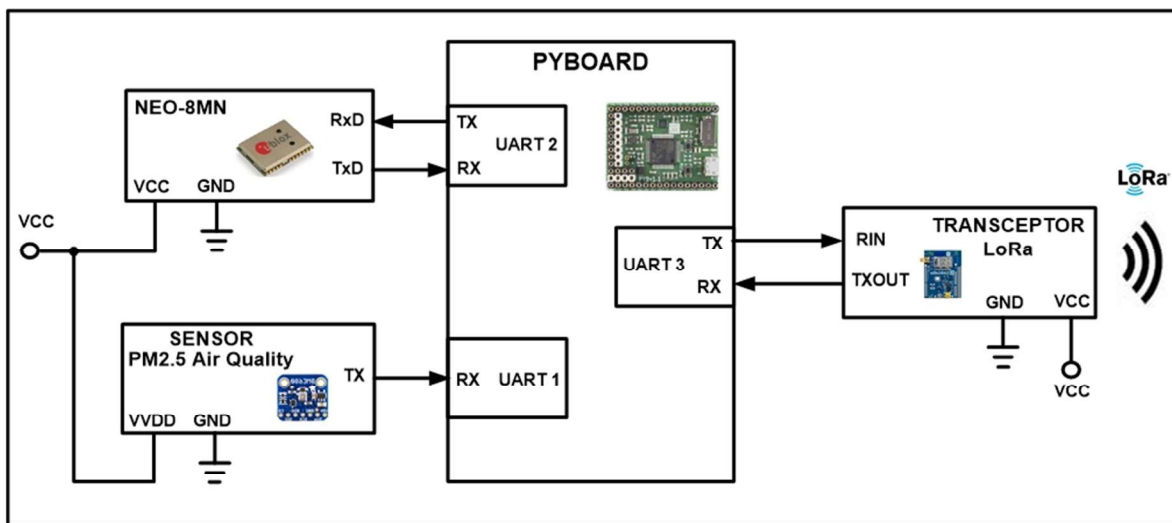 PYBOARD
NEO-8MN
RxD
TxD
VCC
GND
ublox
TX
UART 2
RX
VCC
LoRa
TRANSCEPTOR
LoRa
RIN
TXOUT
GND
VCC
VCC
TX
UART 3
RX
SENSOR
PM2.5 Air Quality
TX
VVDD
GND
RX
UART 1